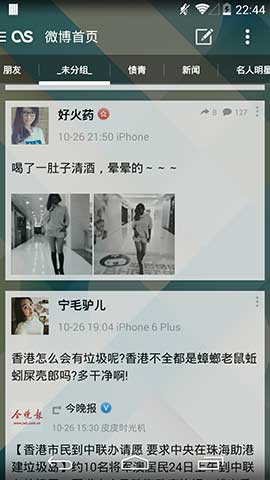 22:44
微博首页
朋友 _未分组_ 愤青 新闻 名人明星
好火药
8 127
10-26 21:50 iPhone
喝了一肚子清酒，晕晕的～～～
宁毛驴儿
10-26 19:04 iPhone 6 Plus
香港怎么会有垃圾呢?香港不全都是蟑螂老鼠蚯
蚓屎壳郎吗?多干净啊!
今晚报
今晚报
10-26 15:30 皮皮时光机
【香港市民到中联办请愿 要求中央在珠海助港
建垃圾岛】约10名将军澳居民24日上午到中联